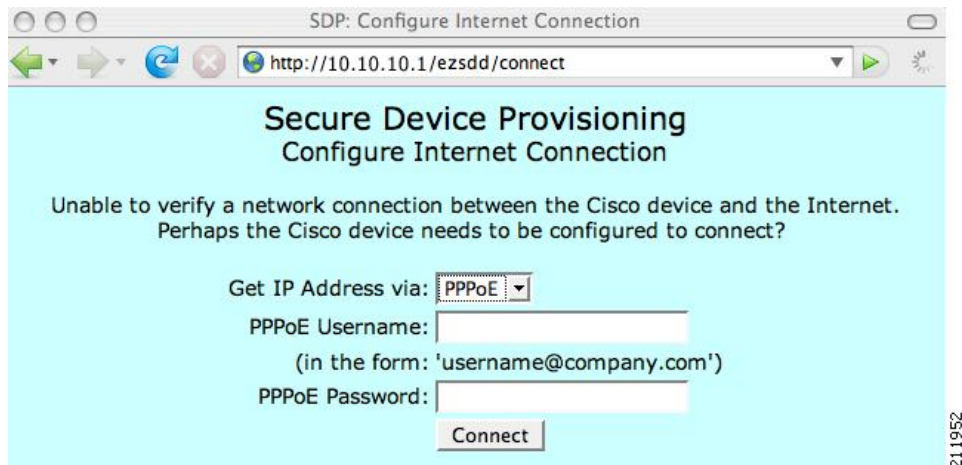 SDP: Configure Internet Connection
http://10.10.10.1/ezsdd/connect
Secure Device Provisioning
Configure Internet Connection
Unable to verify a network connection between the Cisco device and the Internet.
Perhaps the Cisco device needs to be configured to connect?
Get IP Address via: PPPoE
PPPoE Username:
(in the form: 'username@company.com')
PPPoE Password:
Connect
211952